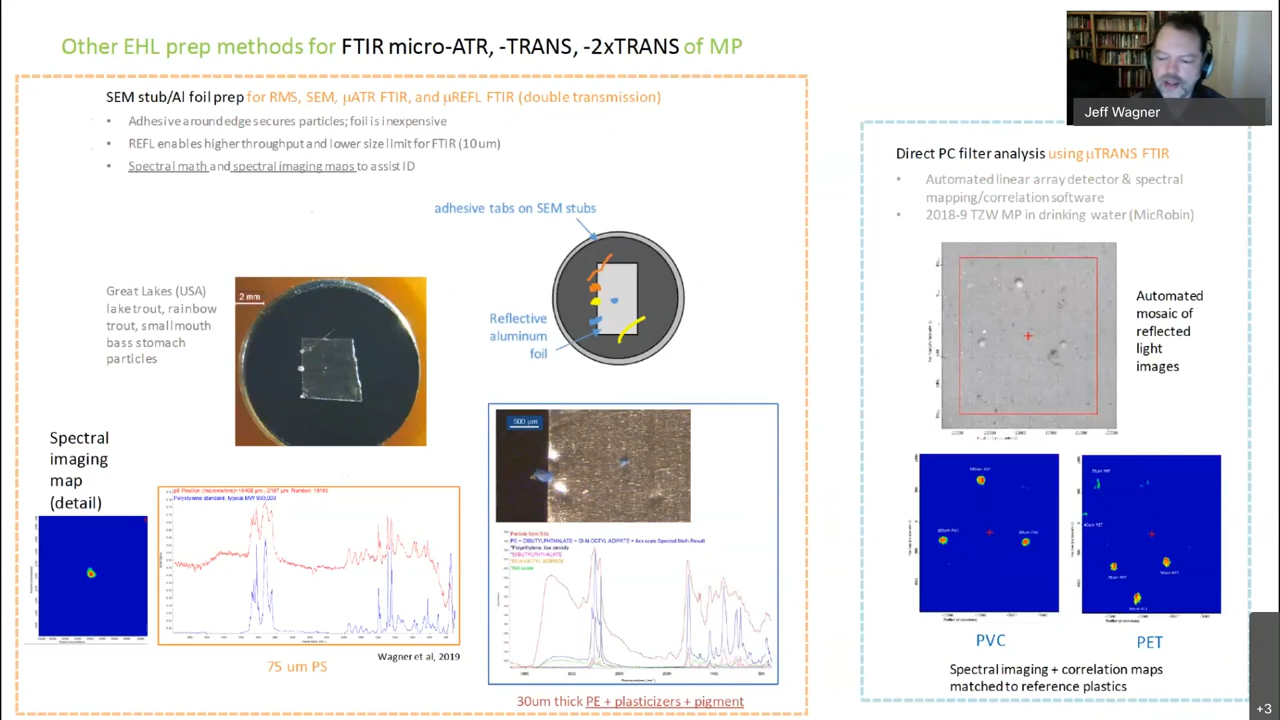 Other EHL prep methods for FTIR micro-ATR, -TRANS, -2xTRANS of MP
Jeff Wagner
SEM stub/Al foil prep for RMS, SEM, µATR FTIR, and µREFL FTIR (double transmission)
• Adhesive around edge secures particles; foil is inexpensive
• REFL enables higher throughput and lower size limit for FTIR (10 um)
• Spectral math and spectral imaging maps to assist ID
adhesive tabs on SEM stubs
Reflective
aluminum
foil
Great Lakes (USA)
lake trout, rainbow
trout, small mouth
bass stomach
particles
2 mm
Spectral
imaging
map
(detail)
Polystyrene standard, typical MW
Wagner et al, 2019
75 um PS
500 µm
30um thick PE + plasticizers + pigment
Direct PC filter analysis using µTRANS FTIR
• Automated linear array detector & spectral
mapping/correlation software
• 2018-9 TZW MP in drinking water (MicRobin)
Automated
mosaic of
reflected
light
images
PVC
PET
Spectral imaging + correlation maps
matched to reference plastics
+3